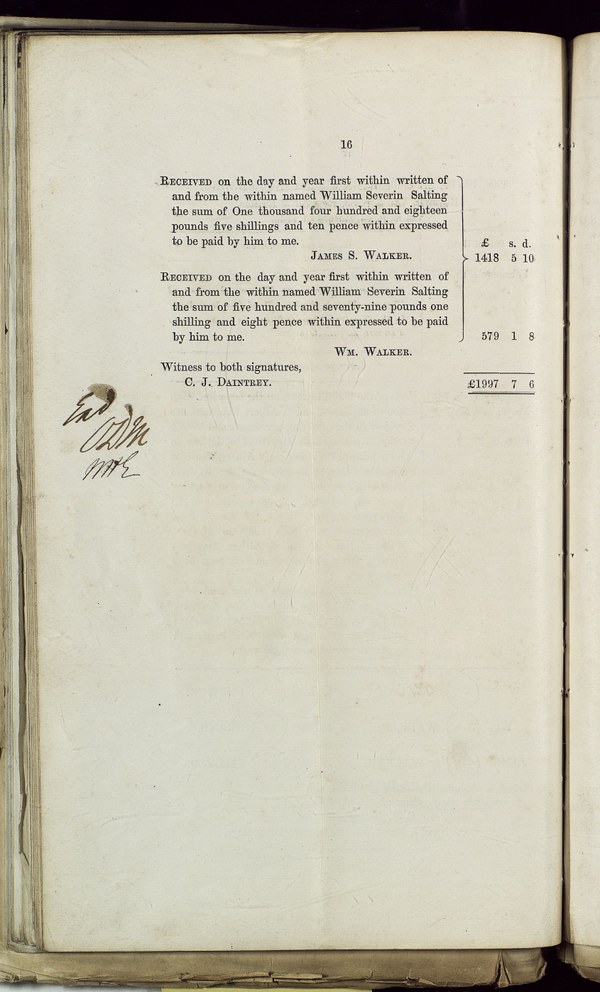 16
RECEIVED on the day and year first within written of
and from the within named William Severin Salting
the sum of One thousand four hundred and eighteen
pounds five shillings and ten pence within expressed
to be paid by him to me.
£ s. d.
JAMES S. WALKER.
1418 5 10
RECEIVED on the day and year first within written of
and from the within named William Severin Salting
the sum of five hundred and seventy-nine pounds one
shilling and eight pence within expressed to be paid
by him to me.
579 1 8
WM. WALKER.
Witness to both signatures,
C. J. DAINTREY.
£1997 7 6